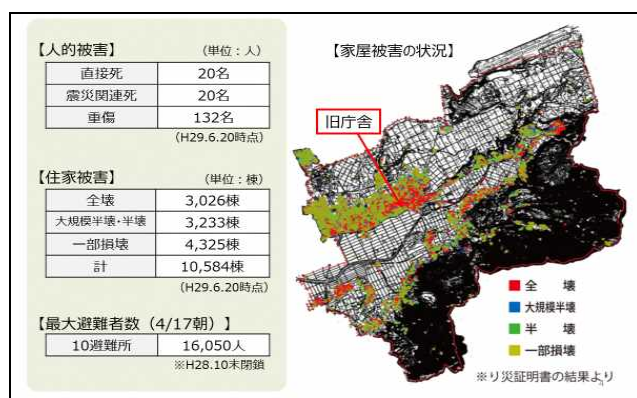 【人的被害】 (単位：人)
直接死 20名
震災関連死 20名
重傷 132名
(H29.6.20時点)
【住家被害】 (単位：棟)
全壊 3,026棟
大規模半壊・半壊 3,233棟
一部損壊 4,325棟
計 10,584棟
(H29.6.20時点)
【最大避難者数（4/17朝）】
10避難所 16,050人
※H28.10末閉鎖
【家屋被害の状況】
旧庁舎
全　壊
大規模半壊
半　壊
一部損壊
※り災証明書の結果より
4